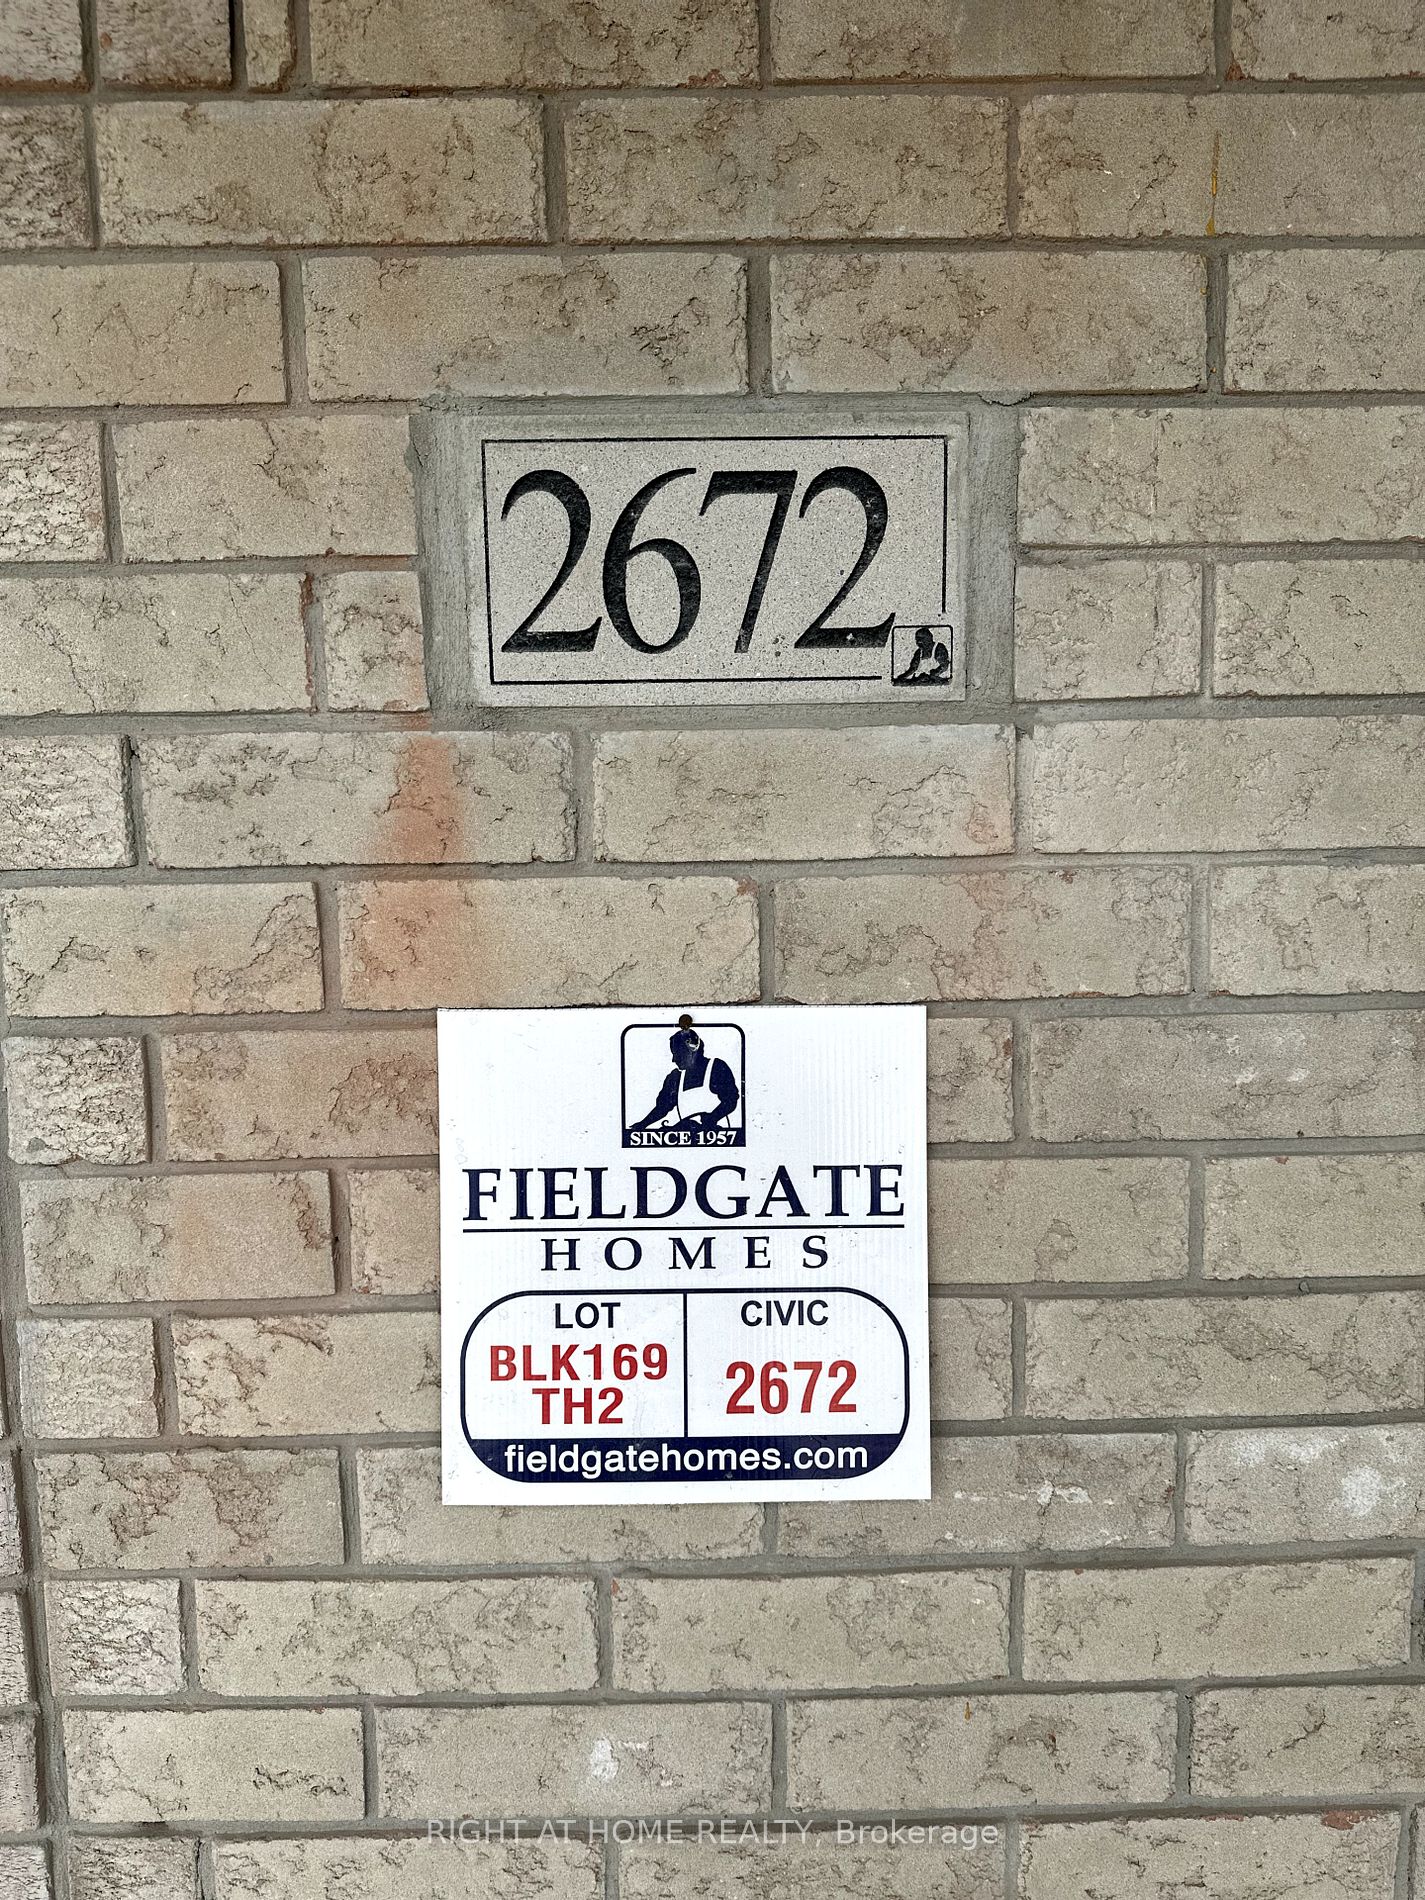 2672
SINCE 1957
FIELDGATE
HOMES
LOT
BLK169
TH2
CIVIC
2672
fieldgatehomes.com
RIGHT AT HOME REALTY, Brokerage